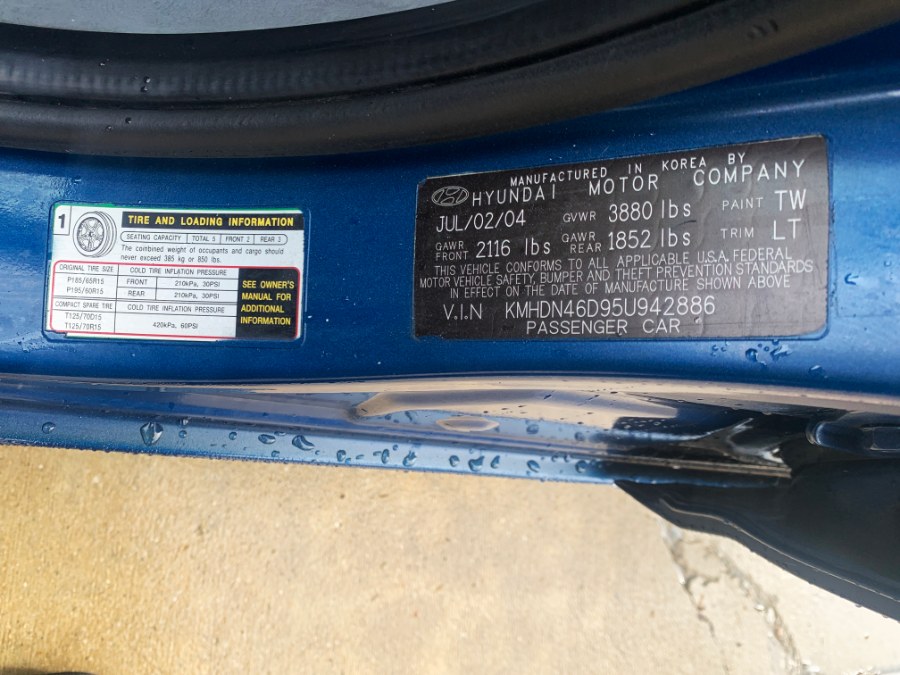 1
TIRE AND LOADING INFORMATION
SEATING CAPACITY TOTAL 5 FRONT 2 REAR 3
The combined weight of occupants and cargo should
never exceed 385 kg or 850 lbs.
ORIGINAL TIRE SIZE COLD TIRE INFLATION PRESSURE
P185/60R15 FRONT 210kPa, 30PSI
P195/60R15 REAR 210kPa, 30PSI
COMPACT SPARE TIRE COLD TIRE INFLATION PRESSURE
T125/70D15
T125/70R15 420kPa, 60PSI
SEE OWNER'S
MANUAL FOR
ADDITIONAL
INFORMATION
MANUFACTURED IN KOREA BY
HYUNDAI MOTOR COMPANY
JUL/02/04 GVWR 3880 lbs PAINT TW
GAWR FRONT 2116 lbs GAWR REAR 1852 lbs TRIM LT
THIS VEHICLE CONFORMS TO ALL APPLICABLE U.S.A. FEDERAL
MOTOR VEHICLE SAFETY, BUMPER AND THEFT PREVENTION STANDARDS
IN EFFECT ON THE DATE OF MANUFACTURE SHOWN ABOVE
V.I.N KMHDN46D95U942886
PASSENGER CAR